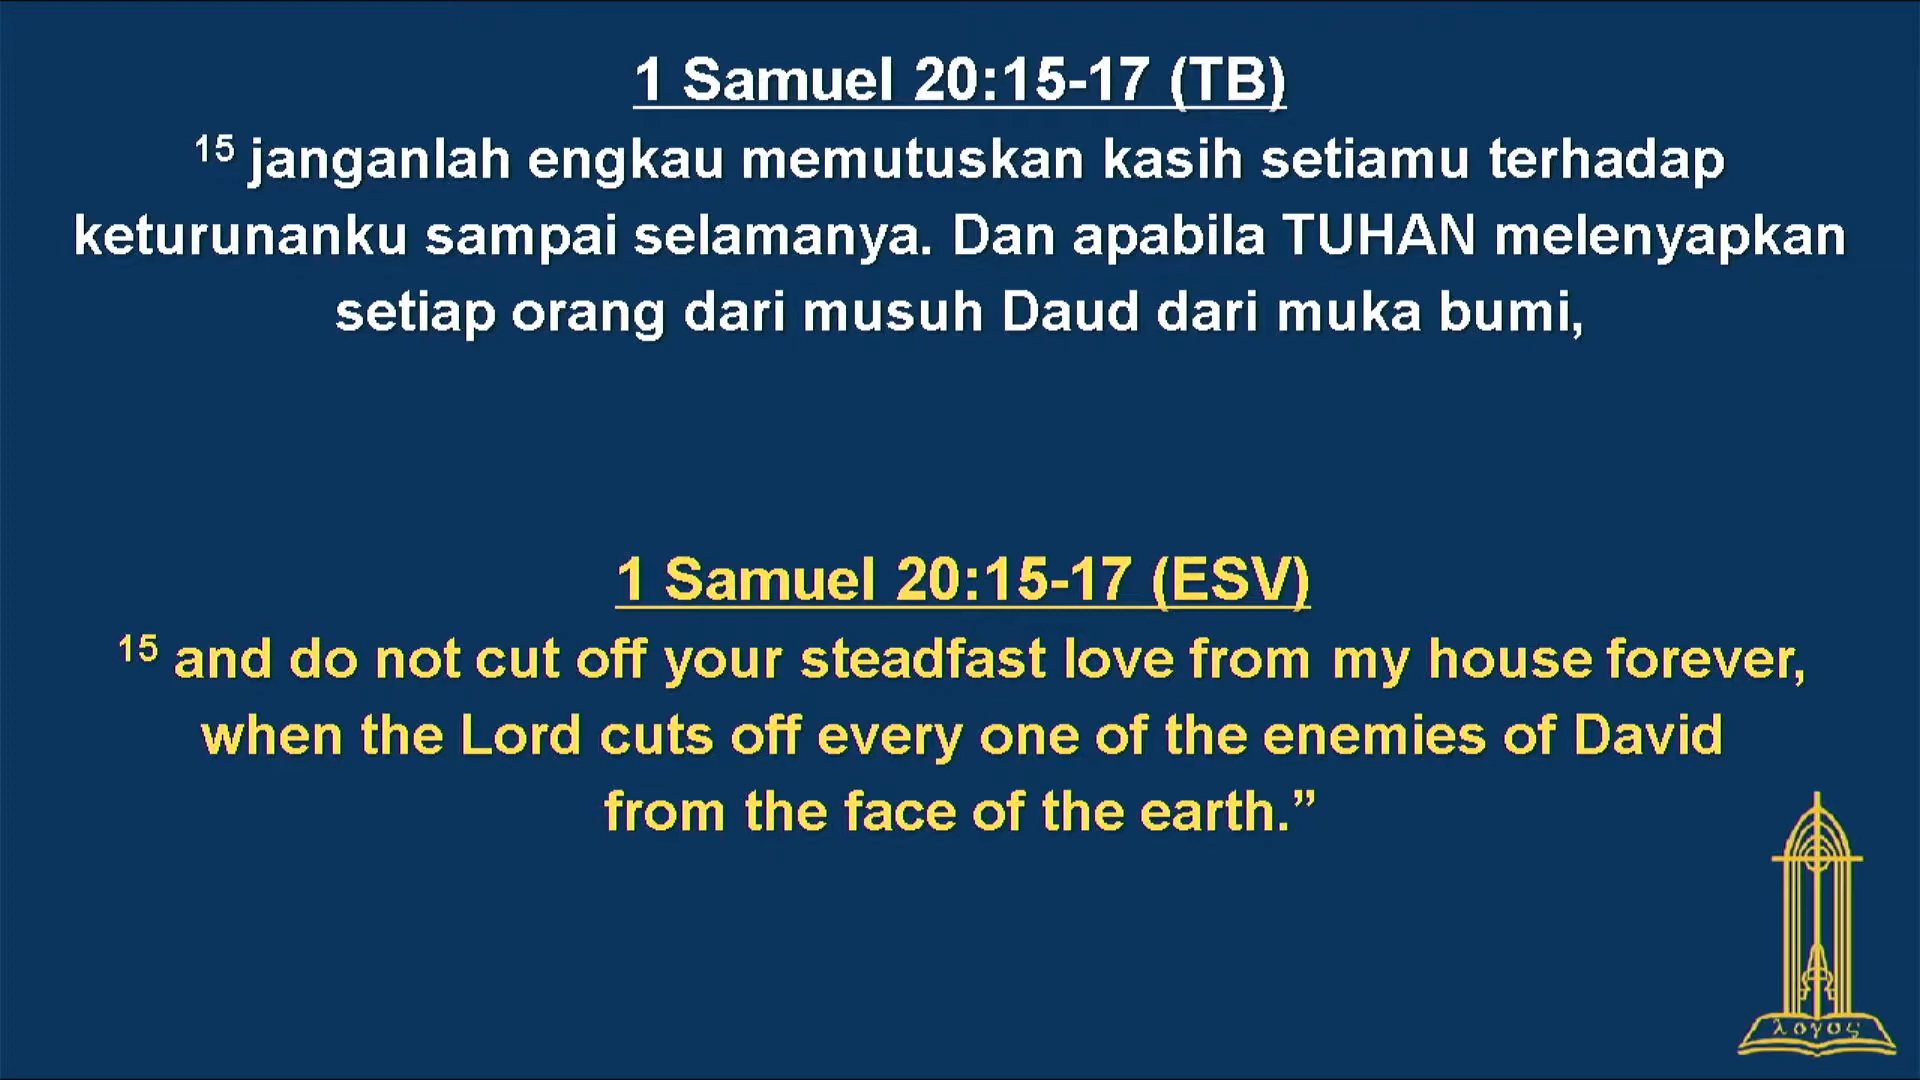 1 Samuel 20:15-17 (TB)
15 janganlah engkau memutuskan kasih setiamu terhadap
keturunanku sampai selamanya. Dan apabila TUHAN melenyapkan
setiap orang dari musuh Daud dari muka bumi,
1 Samuel 20:15-17 (ESV)
15 and do not cut off your steadfast love from my house forever,
when the Lord cuts off every one of the enemies of David
from the face of the earth.”
λογος